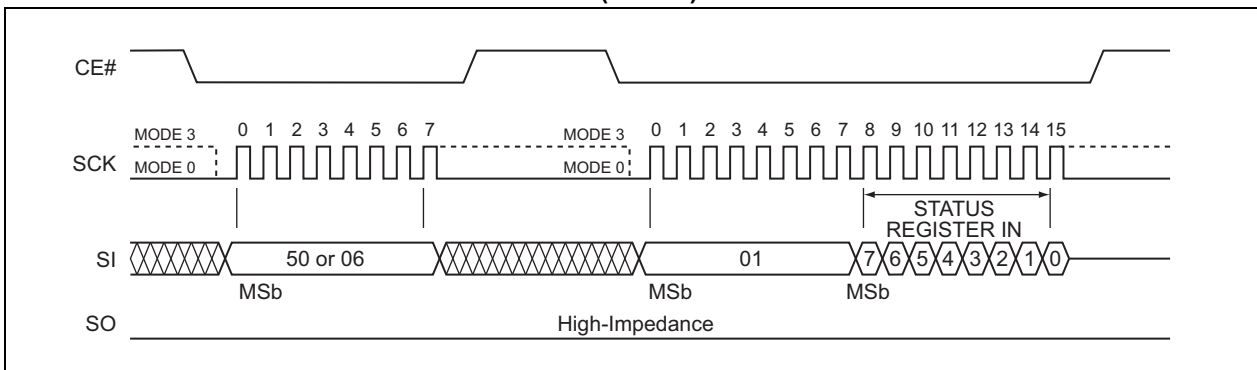 CE#
MODE 3 0 1 2 3 4 5 6 7 MODE 3 0 1 2 3 4 5 6 7 8 9 10 11 12 13 14 15
SCK MODE 0 MODE 0
STATUS
REGISTER IN
SI 50 or 06 01 7 6 5 4 3 2 1 0
MSb MSb MSb
SO High-Impedance